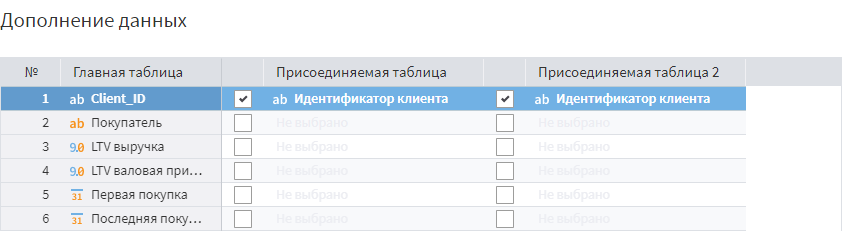 Дополнение данных
№ Главная таблица Присоединяемая таблица Присоединяемая таблица 2
1 ab Client_ID ab Идентификатор клиента ab Идентификатор клиента
2 ab Покупатель Не выбрано Не выбрано
3 9.0 LTV выручка Не выбрано Не выбрано
4 9.0 LTV валовая при... Не выбрано Не выбрано
5 31 Первая покупка Не выбрано Не выбрано
6 31 Последняя поку... Не выбрано Не выбрано